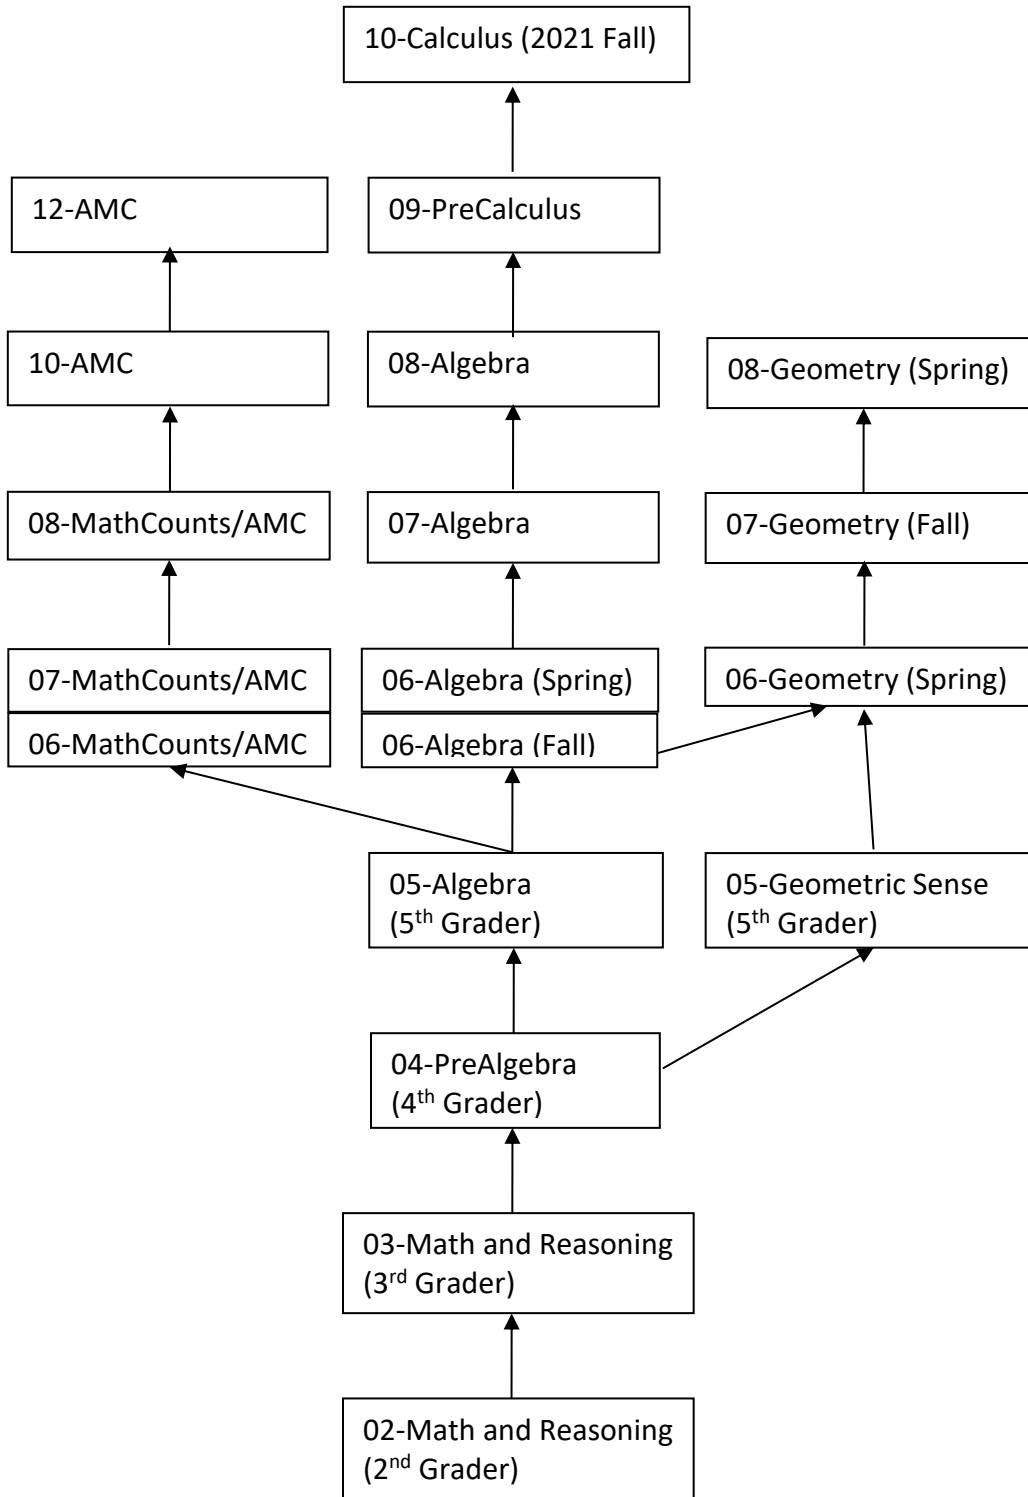 10-Calculus (2021 Fall)
12-AMC
09-PreCalculus
10-AMC
08-Algebra
08-Geometry (Spring)
08-MathCounts/AMC
07-Algebra
07-Geometry (Fall)
07-MathCounts/AMC
06-Algebra (Spring)
06-Geometry (Spring)
06-MathCounts/AMC
06-Algebra (Fall)
05-Algebra
(5th Grader)
05-Geometric Sense
(5th Grader)
04-PreAlgebra
(4th Grader)
03-Math and Reasoning
(3rd Grader)
02-Math and Reasoning
(2nd Grader)